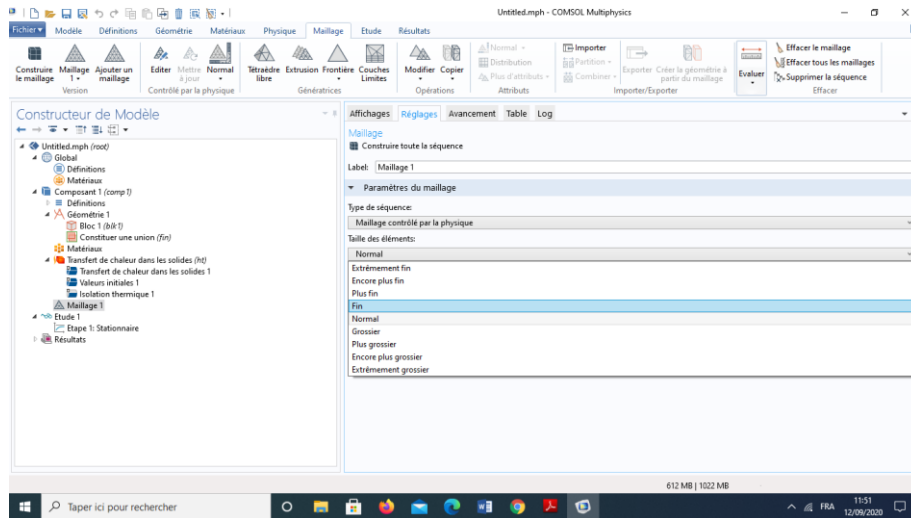 Untitled.mph - COMSOL Multiphysics
Fichier Modèle Définitions Géométrie Matériaux Physique Maillage Etude Résultats
Construire le maillage
Maillage 1
Ajouter un maillage
Version
Editer
Mettre à jour
Normal
Contrôlé par la physique
Tétraèdre libre
Extrusion
Frontière
Couches Limites
Génératrices
Modifier
Copier
Opérations
Normal
Distribution
Plus d'attributs
Attributs
Importer
Partition
Combiner
Exporter
Créer la géométrie à partir du maillage
Importer/Exporter
Evaluer
Effacer le maillage
Effacer tous les maillages
Supprimer la séquence
Effacer
Constructeur de Modèle
Untitled.mph (root)
Global
Définitions
Matériaux
Composant 1 (comp 1)
Définitions
Géométrie 1
Bloc 1 (blk1)
Constituer une union (fin)
Matériaux
Transfert de chaleur dans les solides (ht)
Transfert de chaleur dans les solides 1
Valeurs initiales 1
Isolation thermique 1
Maillage 1
Etude 1
Etape 1: Stationnaire
Résultats
Affichages Réglages Avancement Table Log
Maillage
Construire toute la séquence
Label: Maillage 1
Paramètres du maillage
Type de séquence:
Maillage contrôlé par la physique
Taille des éléments:
Normal
Extrêmement fin
Encore plus fin
Plus fin
Fin
Normal
Grossier
Plus grossier
Encore plus grossier
Extrêmement grossier
612 MB | 1022 MB
Taper ici pour rechercher
FRA
11:51
12/09/2020